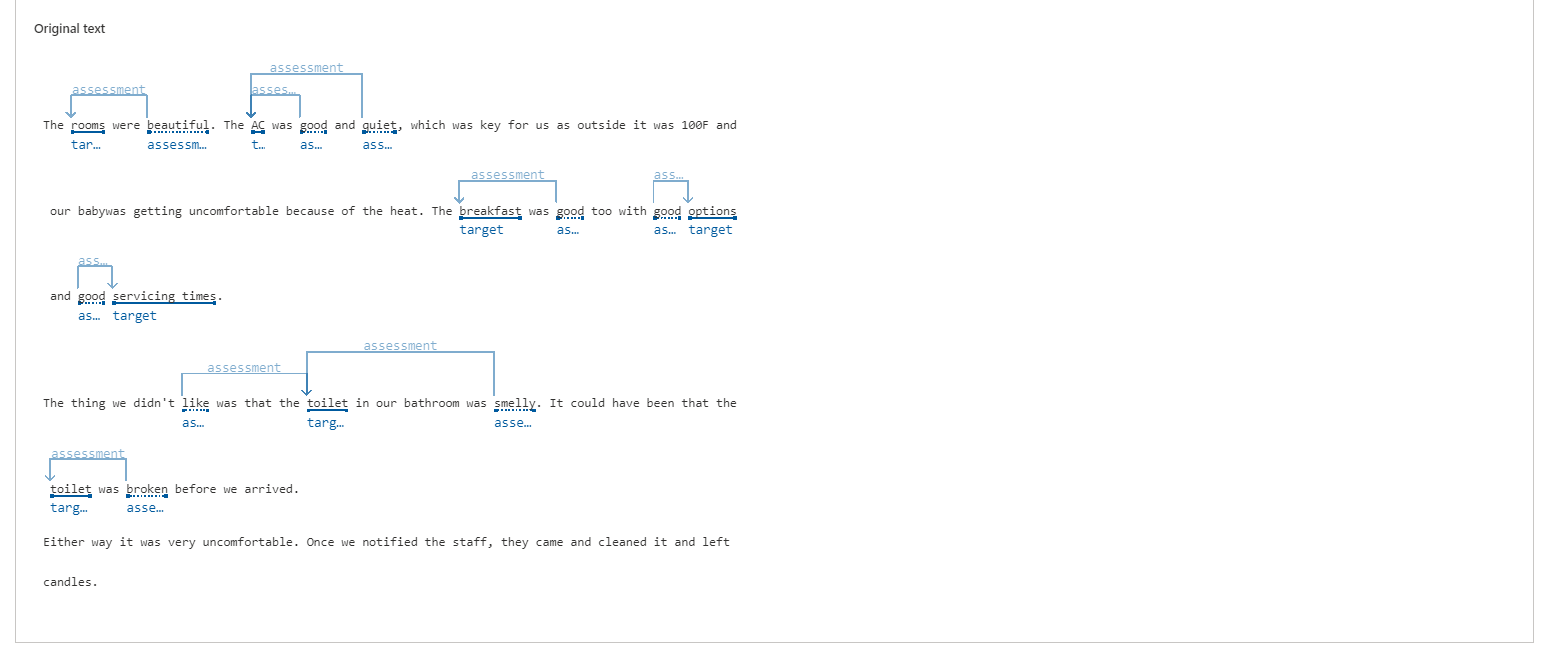 Original text
assessment
assessment asses…
The rooms were beautiful. The AC was good and quiet, which was key for us as outside it was 100F and
tar… assessm… t… as… ass…
assessment ass…
our babywas getting uncomfortable because of the heat. The breakfast was good too with good options
target as… as… target
ass…
and good servicing times.
as… target
assessment
assessment
The thing we didn't like was that the toilet in our bathroom was smelly. It could have been that the
as… targ… asse…
assessment
toilet was broken before we arrived.
targ… asse…
Either way it was very uncomfortable. Once we notified the staff, they came and cleaned it and left
candles.